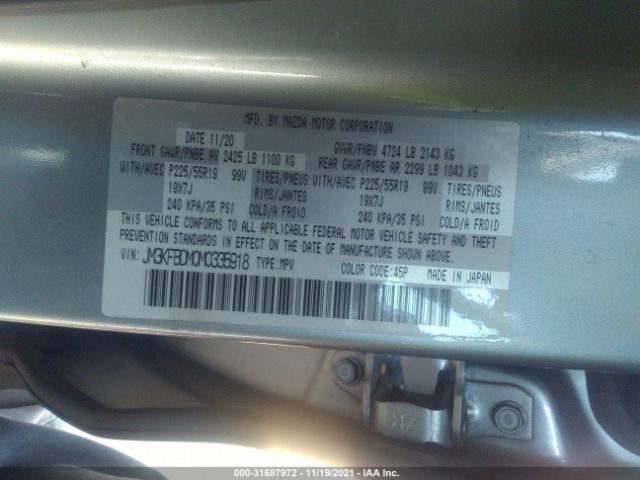 MFD. BY MAZDA MOTOR CORPORATION
DATE 11/20 GVWR/PNBV 4724 LB 2143 KG
FRONT GAWR/PNBE AV 2425 LB 1100 KG REAR GAWR/PNBE AR 2299 LB 1043 KG
WITH/AVEC P225/55R19 99V TIRES/PNEUS WITH/AVEC P225/55R19 99V TIRES/PNEUS
19X7J RIMS/JANTES 19X7J RIMS/JANTES
240 KPA/35 PSI COLD/A FROID 240 KPA/35 PSI COLD/A FROID
THIS VEHICLE CONFORMS TO ALL APPLICABLE FEDERAL MOTOR VEHICLE SAFETY AND THEFT
PREVENTION STANDARDS IN EFFECT ON THE DATE OF MANUFACTURE SHOWN ABOVE.
VIN: JM3KFBDM0M0335918 TYPE:MPV COLOR CODE:45P MADE IN JAPAN
000-31687972 - 11/19/2021 - IAA Inc.